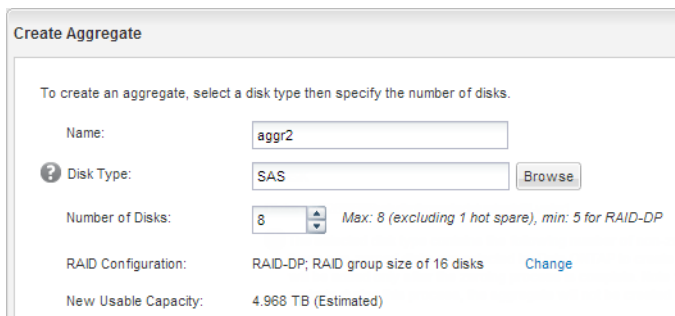 Create Aggregate
To create an aggregate, select a disk type then specify the number of disks.
Name: aggr2
? Disk Type: SAS Browse
Number of Disks: 8 Max: 8 (excluding 1 hot spare), min: 5 for RAID-DP
RAID Configuration: RAID-DP; RAID group size of 16 disks Change
New Usable Capacity: 4.968 TB (Estimated)